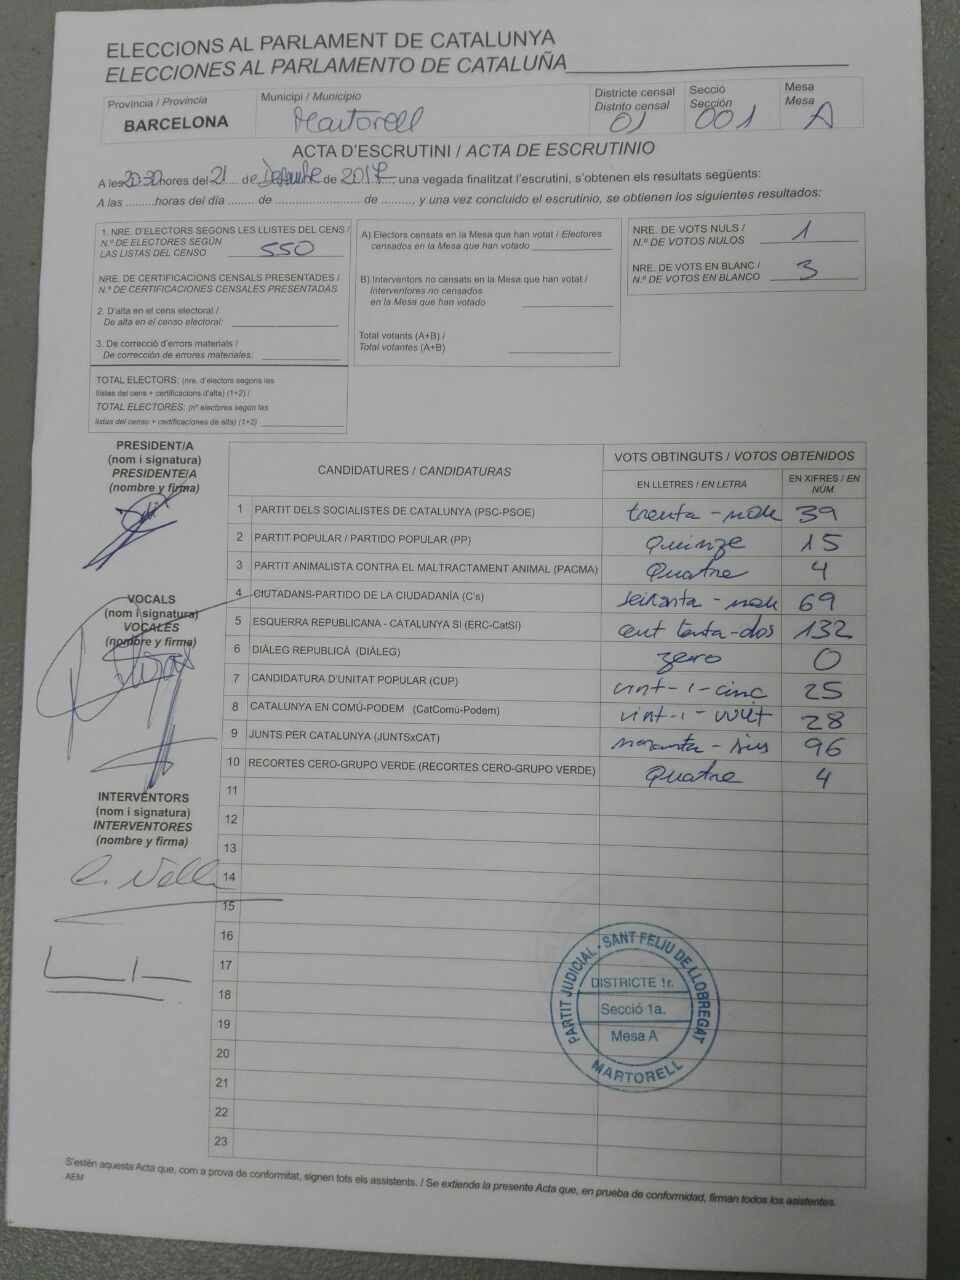 ELECCIONS AL PARLAMENT DE CATALUNYA
ELECCIONES AL PARLAMENTO DE CATALUÑA
Província / Provincia
BARCELONA
Municipi / Municipio
Martorell
Districte censal
Distrito censal
01
Secció
Sección
001
Mesa
Mesa
A
ACTA D'ESCRUTINI / ACTA DE ESCRUTINIO
A les 20:30 hores del 21 de Desembre de 2017, una vegada finalitzat l'escrutini, s'obtenen els resultats següents:
A las .........horas del día ........ de ........................ de ........., y una vez concluido el escrutinio, se obtienen los siguientes resultados:
1. NRE. D'ELECTORS SEGONS LES LLISTES DEL CENS /
N.º DE ELECTORES SEGÚN
LAS LISTAS DEL CENSO 550
NRE. DE CERTIFICACIONS CENSALS PRESENTADES /
N.º DE CERTIFICACIONES CENSALES PRESENTADAS
2. D'alta en el cens electoral /
De alta en el censo electoral:
3. De correcció d'errors materials /
De corrección de errores materiales:
TOTAL ELECTORS: (nre. d'electors segons les
llistes del cens + certificacions d'alta) (1+2) /
TOTAL ELECTORES: (nº electores según las
listas del censo + certificaciones de alta) (1+2)
A) Electors censats en la Mesa que han votat / Electores
censados en la Mesa que han votado
B) Interventors no censats en la Mesa que han votat /
Interventores no censados
en la Mesa que han votado
Total votants (A+B) /
Total votantes (A+B)
NRE. DE VOTS NULS /
N.º DE VOTOS NULOS 1
NRE. DE VOTS EN BLANC /
N.º DE VOTOS EN BLANCO 3
PRESIDENT/A
(nom i signatura)
PRESIDENTE/A
(nombre y firma)
VOCALS
(nom i signatura)
VOCALES
(nombre y firma)
INTERVENTORS
(nom i signatura)
INTERVENTORES
(nombre y firma)
CANDIDATURES / CANDIDATURAS
VOTS OBTINGUTS / VOTOS OBTENIDOS
EN LLETRES / EN LETRA
EN XIFRES / EN NÚM.
1 PARTIT DELS SOCIALISTES DE CATALUNYA (PSC-PSOE) trenta-nou 39
2 PARTIT POPULAR / PARTIDO POPULAR (PP) Quinze 15
3 PARTIT ANIMALISTA CONTRA EL MALTRACTAMENT ANIMAL (PACMA) Quatre 4
4 CIUTADANS-PARTIDO DE LA CIUDADANÍA (C's) seixanta-nou 69
5 ESQUERRA REPUBLICANA - CATALUNYA SÍ (ERC-CatSí) cent trenta-dos 132
6 DIÀLEG REPUBLICÀ (DIÀLEG) zero 0
7 CANDIDATURA D'UNITAT POPULAR (CUP) vint-i-cinc 25
8 CATALUNYA EN COMÚ-PODEM (CatComú-Podem) vint-i-vuit 28
9 JUNTS PER CATALUNYA (JUNTSxCAT) noranta-sis 96
10 RECORTES CERO-GRUPO VERDE (RECORTES CERO-GRUPO VERDE) Quatre 4
11
12
13
14
15
16
17
18
19
20
21
22
23
PARTIT JUDICIAL - SANT FELIU DE LLOBREGAT
DISTRICTE 1r.
Secció 1a.
Mesa A
MARTORELL
S'estén aquesta Acta que, com a prova de conformitat, signen tots els assistents. / Se extiende la presente Acta que, en prueba de conformidad, firman todos los asistentes.
AEM